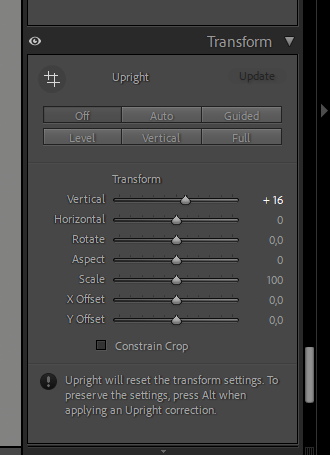 Transform
Upright Update
Off Auto Guided
Level Vertical Full
Transform
Vertical + 16
Horizontal 0
Rotate 0,0
Aspect 0
Scale 100
X Offset 0,0
Y Offset 0,0
Constrain Crop
Upright will reset the transform settings. To
preserve the settings, press Alt when
applying an Upright correction.